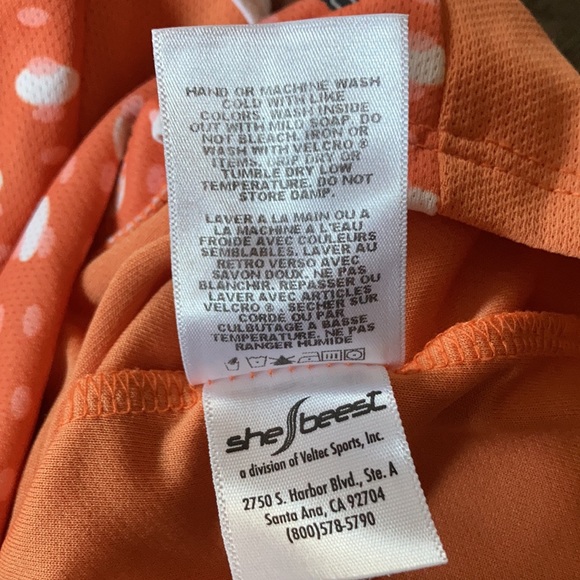 HAND OR MACHINE WASH
COLD WITH LIKE
COLORS. WASH INSIDE
OUT WITH MILD SOAP. DO
NOT BLEACH, IRON OR
WASH WITH VELCRO ®
ITEMS. DRIP DRY OR
TUMBLE DRY LOW
TEMPERATURE. DO NOT
STORE DAMP.
LAVER A LA MAIN OU A
LA MACHINE A L'EAU
FROIDE AVEC COULEURS
SEMBLABLES. LAVER AU
RETRO VERSO AVEC
SAVON DOUX. NE PAS
BLANCHIR. REPASSER OU
LAVER AVEC ARTICLES
VELCRO ®. SECHER SUR
CORDE OU PAR
CULBUTAGE A BASSE
TEMPERATURE. NE PAS
RANGER HUMIDE
she beest
a division of Veltec Sports, Inc.
2750 S. Harbor Blvd., Ste. A
Santa Ana, CA 92704
(800)578-5790